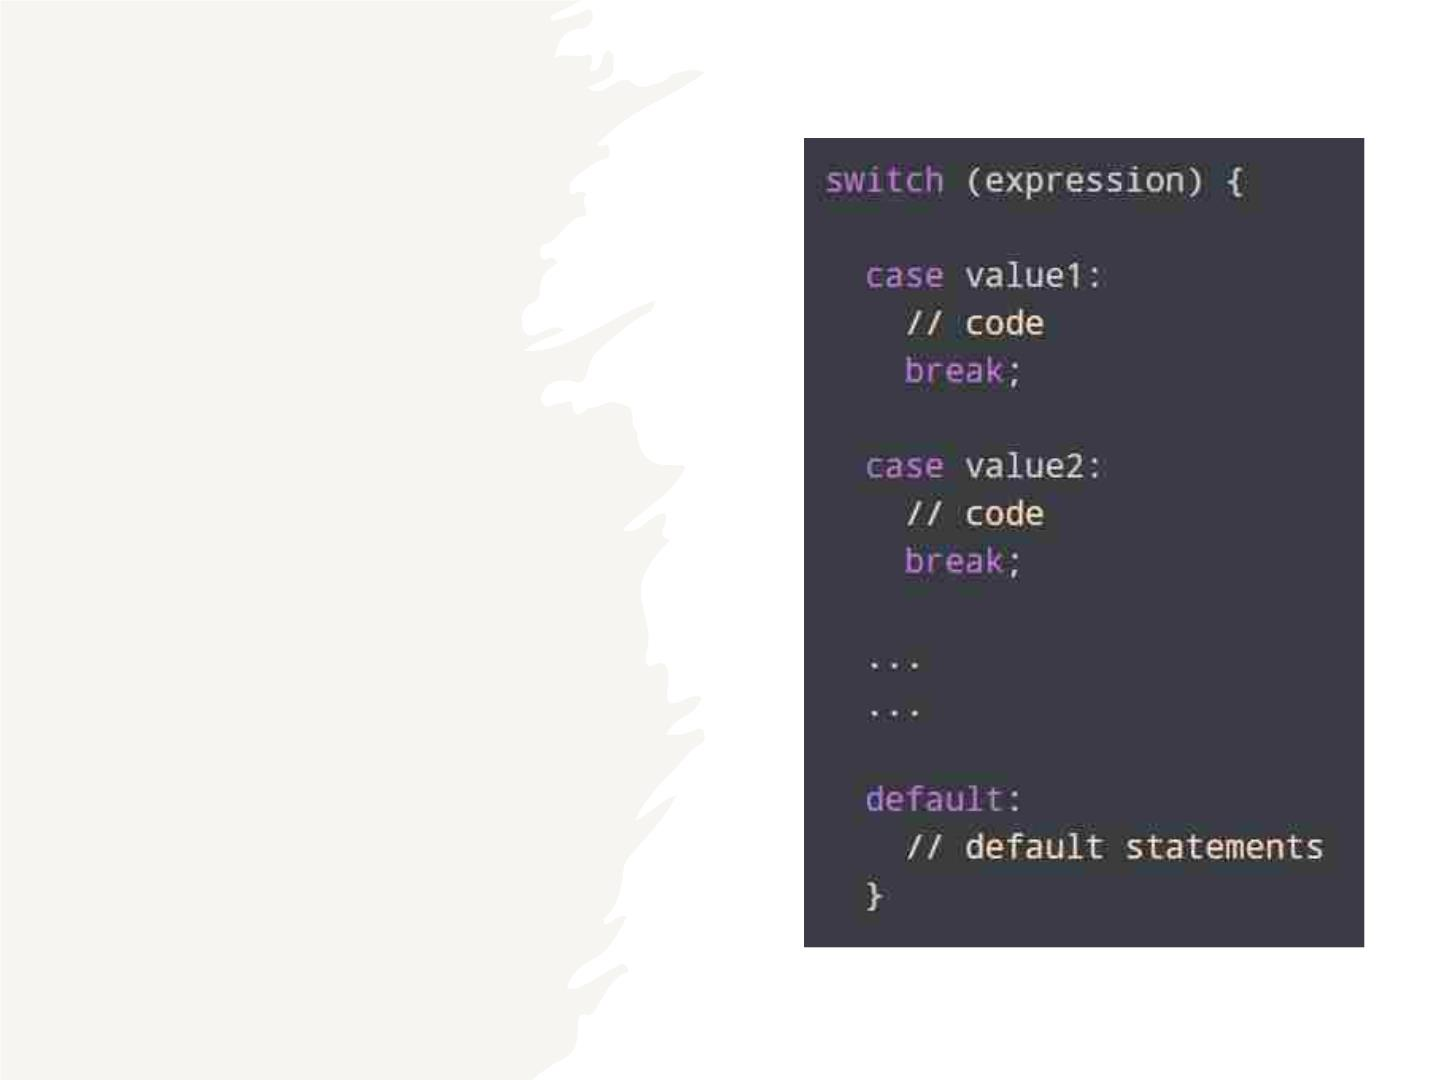 switch (expression) {
case value1:
// code
break;
case value2:
// code
break;
...
...
default:
// default statements
}